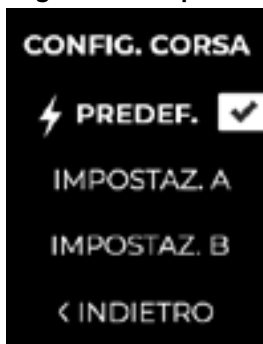 CONFIG. CORSA
PREDEF.
IMPOSTAZ. A
IMPOSTAZ. B
< INDIETRO